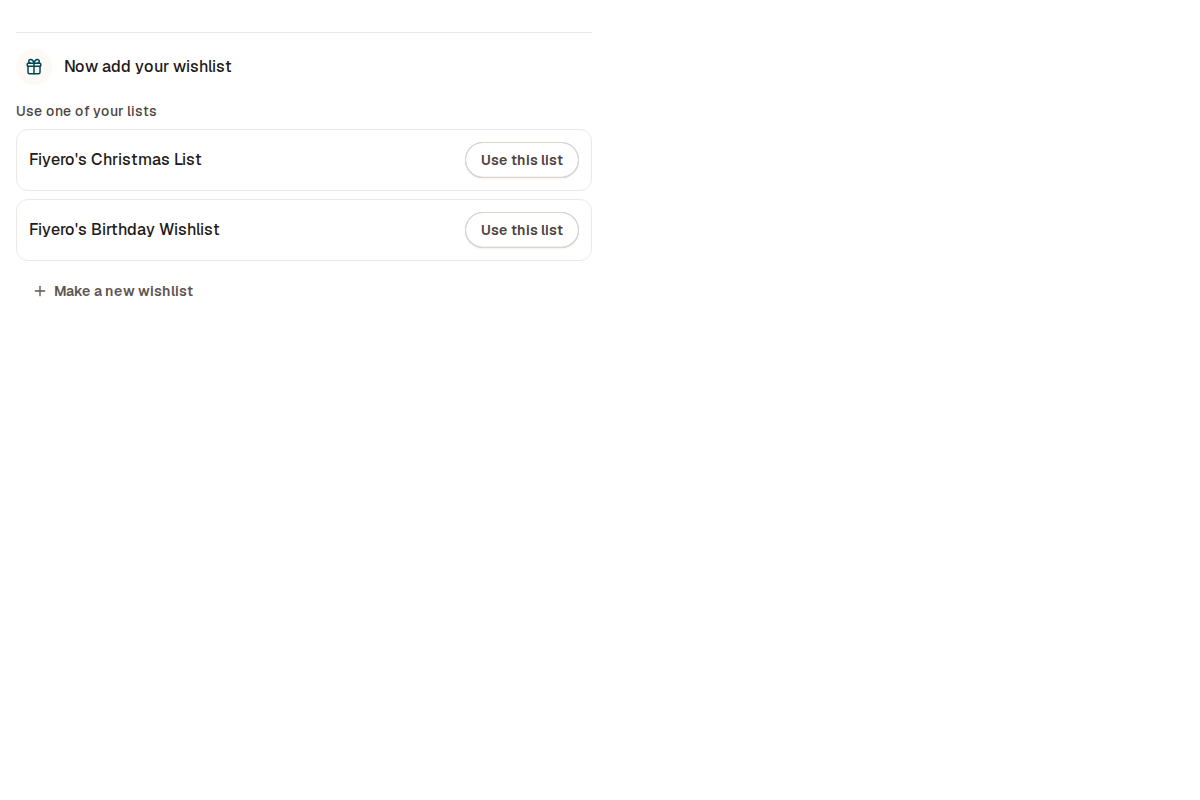 Now add your wishlist
Use one of your lists
Fiyero's Christmas List
Use this list
Fiyero's Birthday Wishlist
Use this list
Make a new wishlist